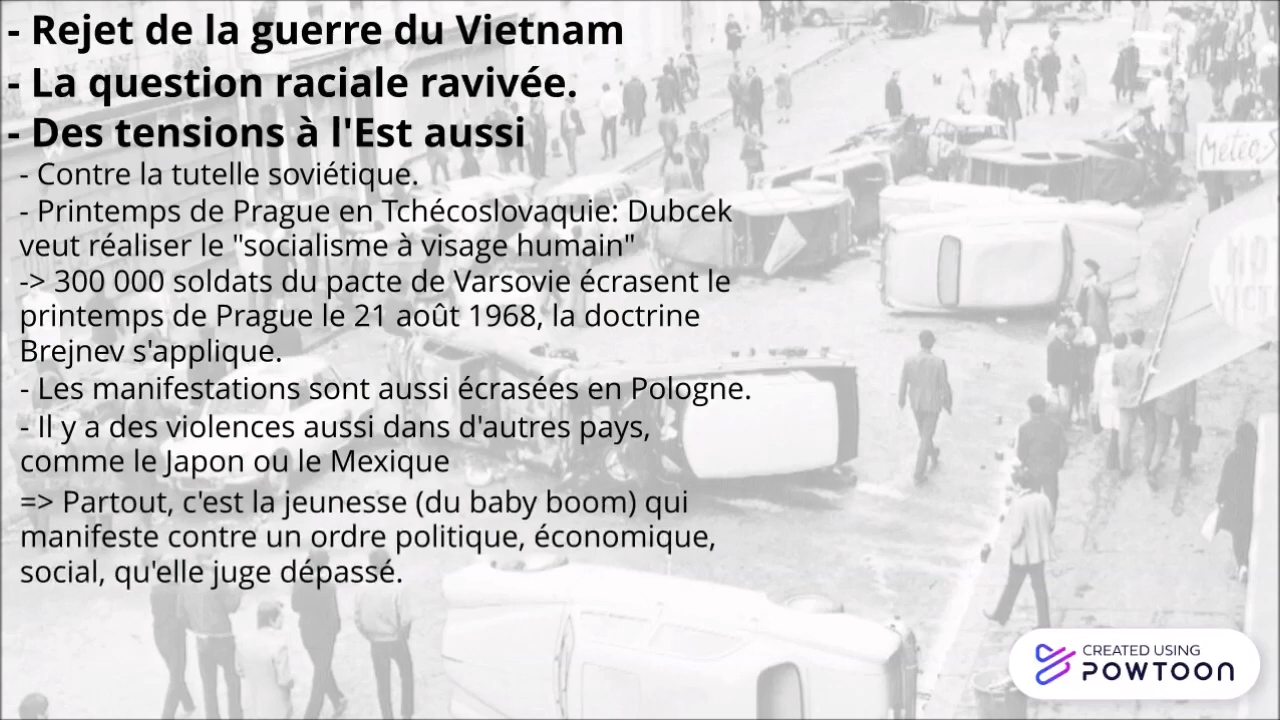 - Rejet de la guerre du Vietnam
- La question raciale ravivée.
- Des tensions à l'Est aussi
- Contre la tutelle soviétique.
- Printemps de Prague en Tchécoslovaquie: Dubcek
veut réaliser le "socialisme à visage humain"
-> 300 000 soldats du pacte de Varsovie écrasent le
printemps de Prague le 21 août 1968, la doctrine
Brejnev s'applique.
- Les manifestations sont aussi écrasées en Pologne.
- Il y a des violences aussi dans d'autres pays,
comme le Japon ou le Mexique
=> Partout, c'est la jeunesse (du baby boom) qui
manifeste contre un ordre politique, économique,
social, qu'elle juge dépassé.
Météo-S
CREATED USING
POWTOON